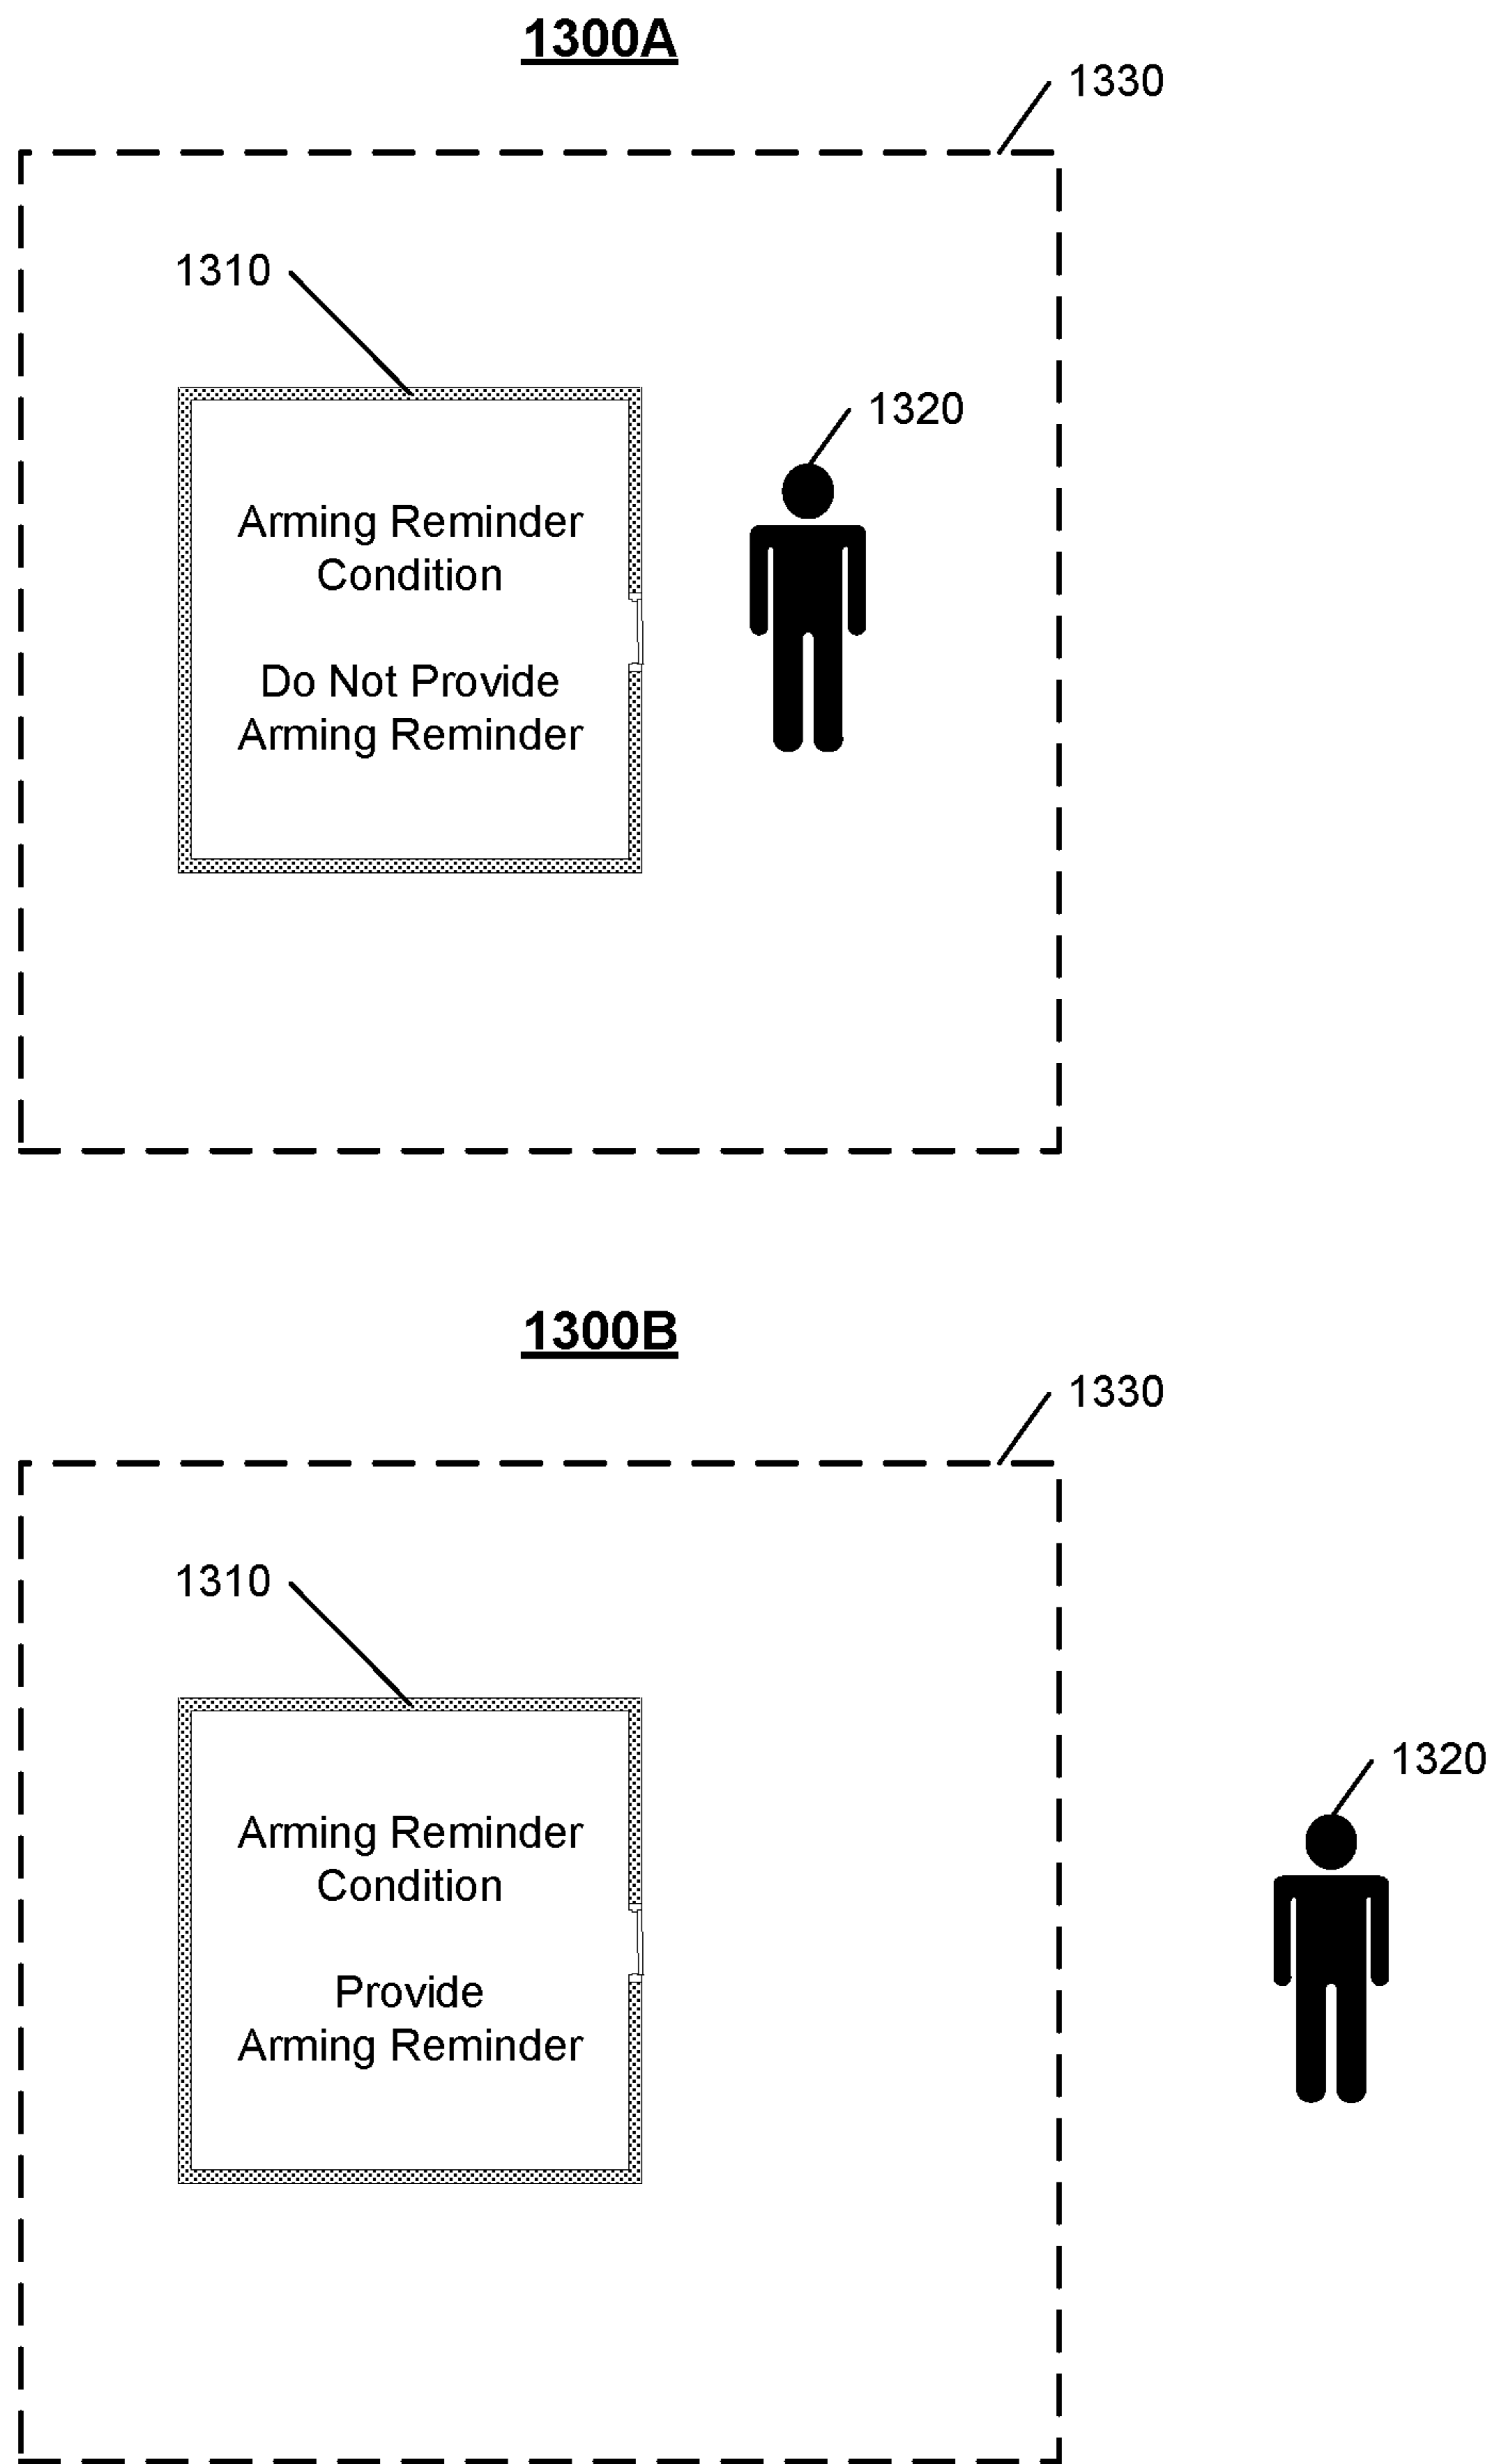 1300A
1330
1310
1320
Arming Reminder
Condition
Do Not Provide
Arming Reminder
1300B
1330
1310
1320
Arming Reminder
Condition
Provide
Arming Reminder